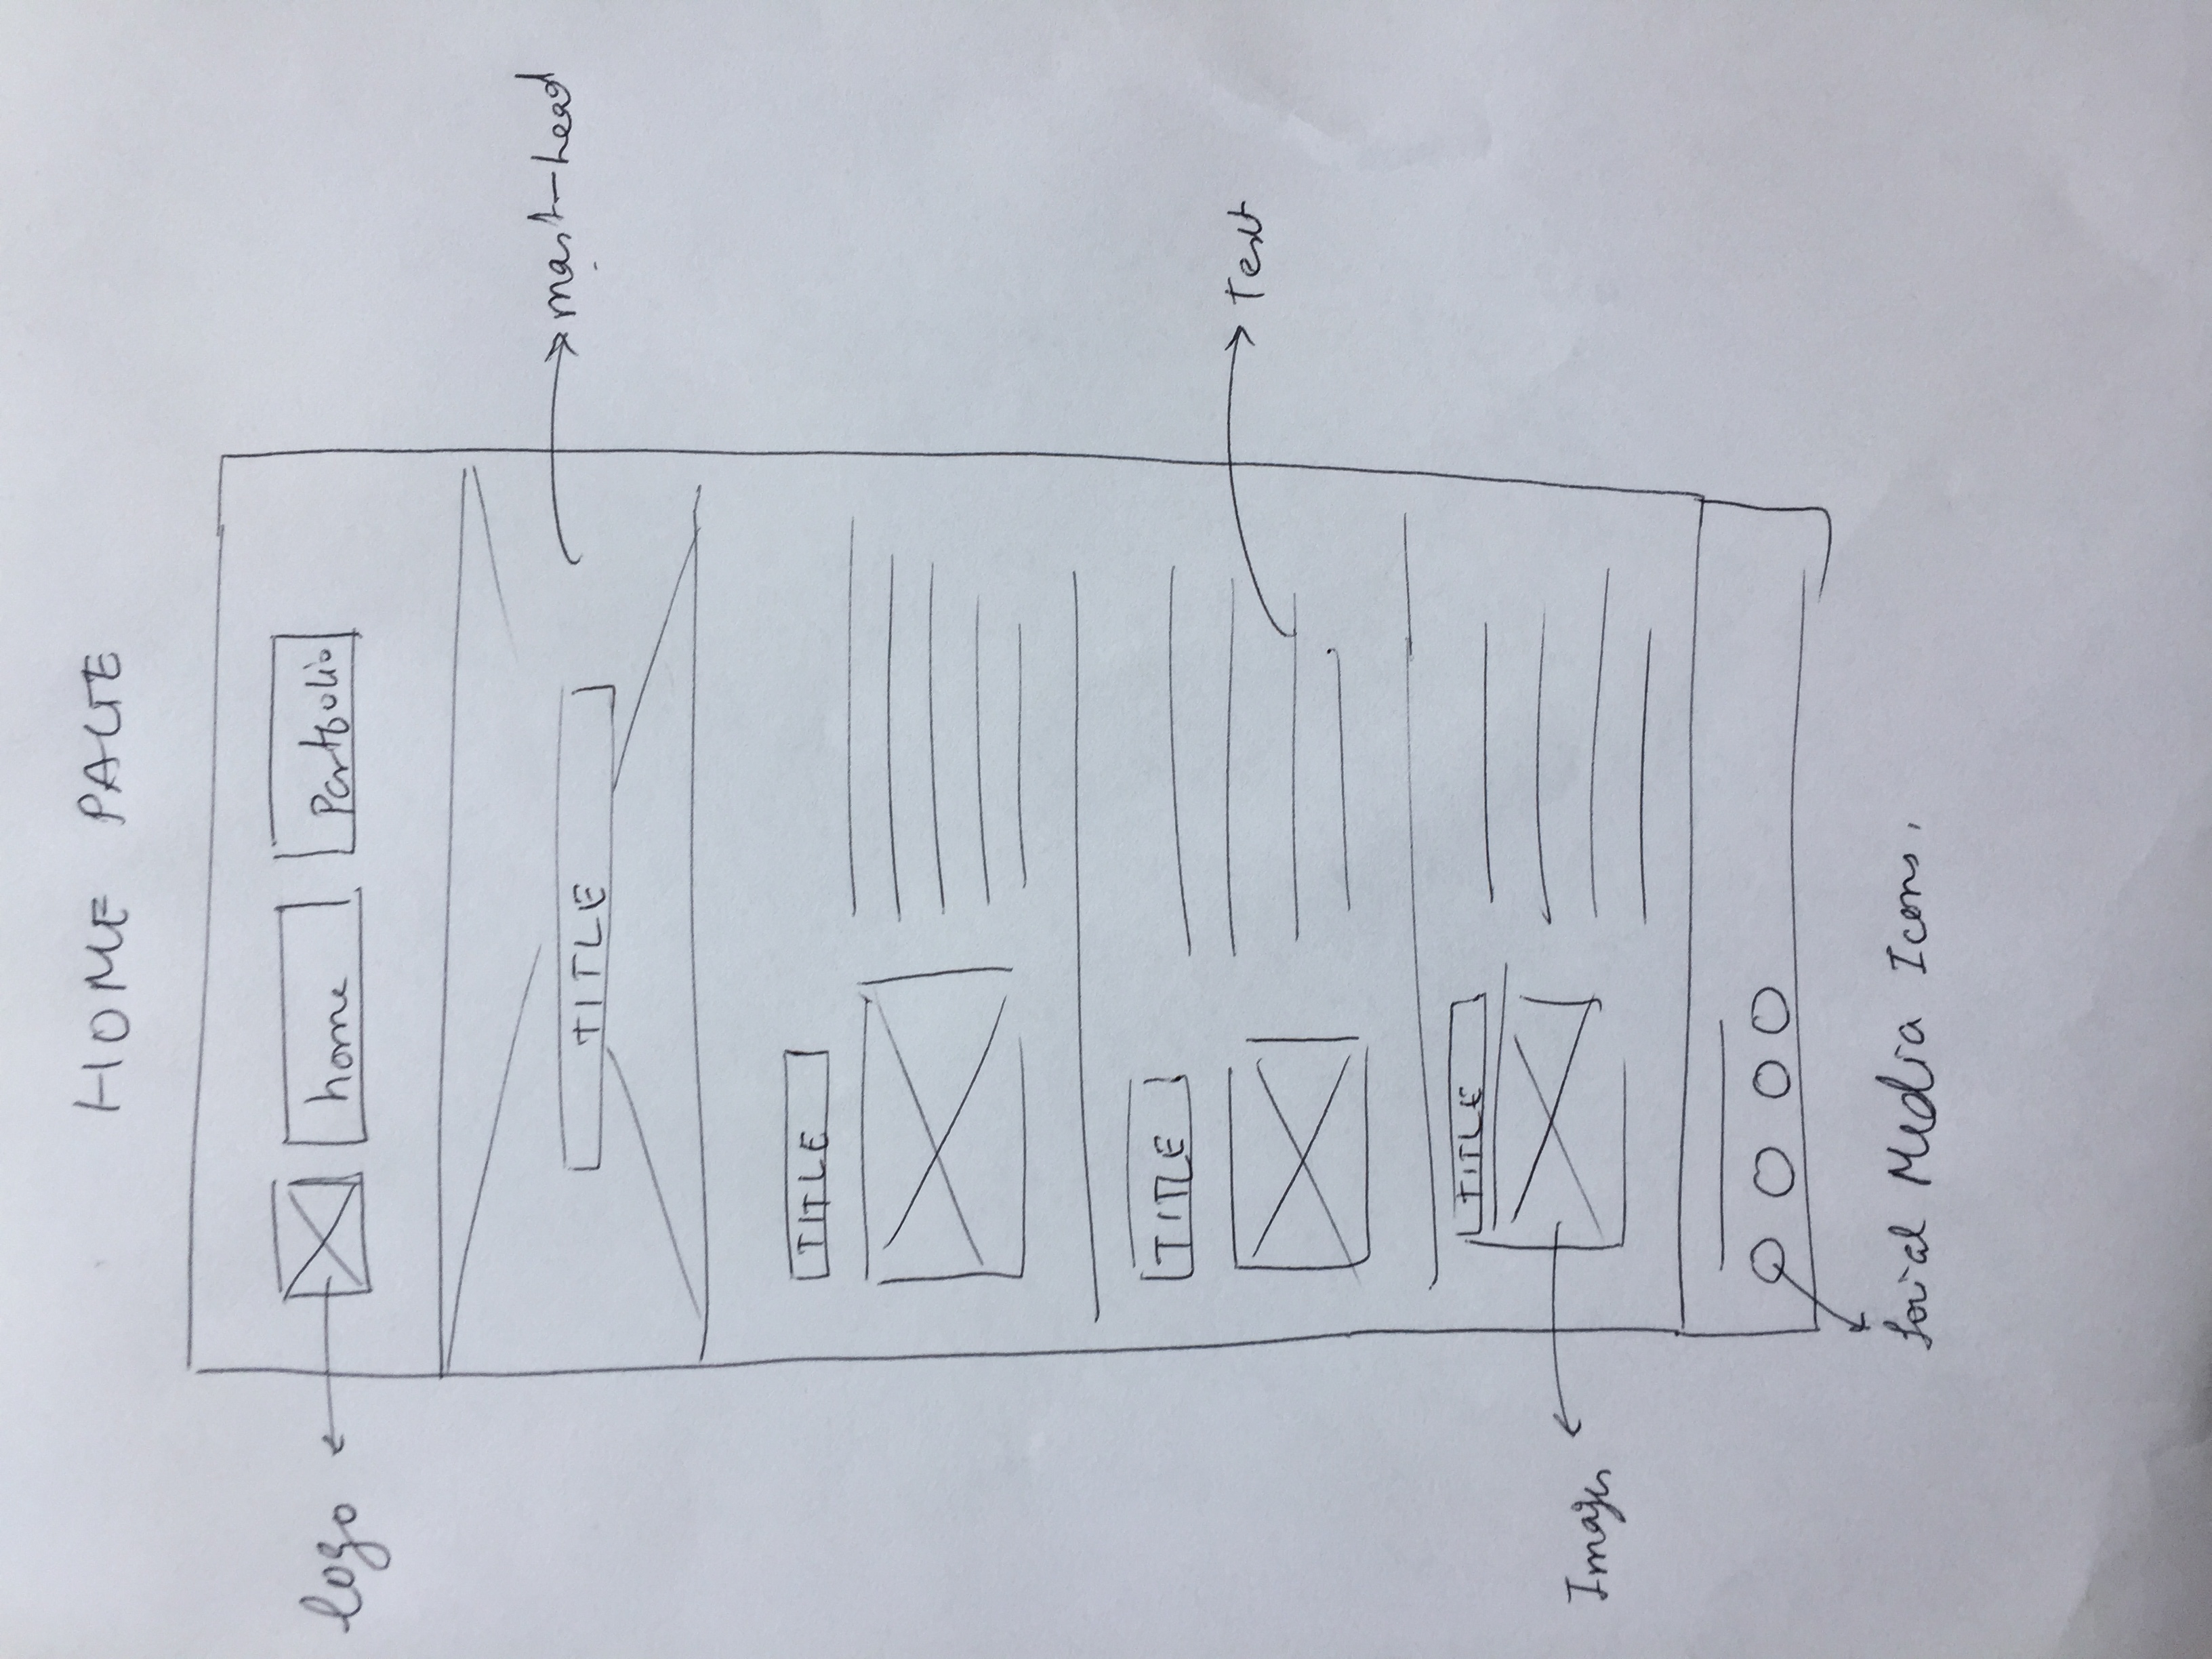 HOME PAGE
logo
home
Portfolio
TITLE
mast-head
TITLE
TITLE
Text
TITLE
Images
Social Media Icons.